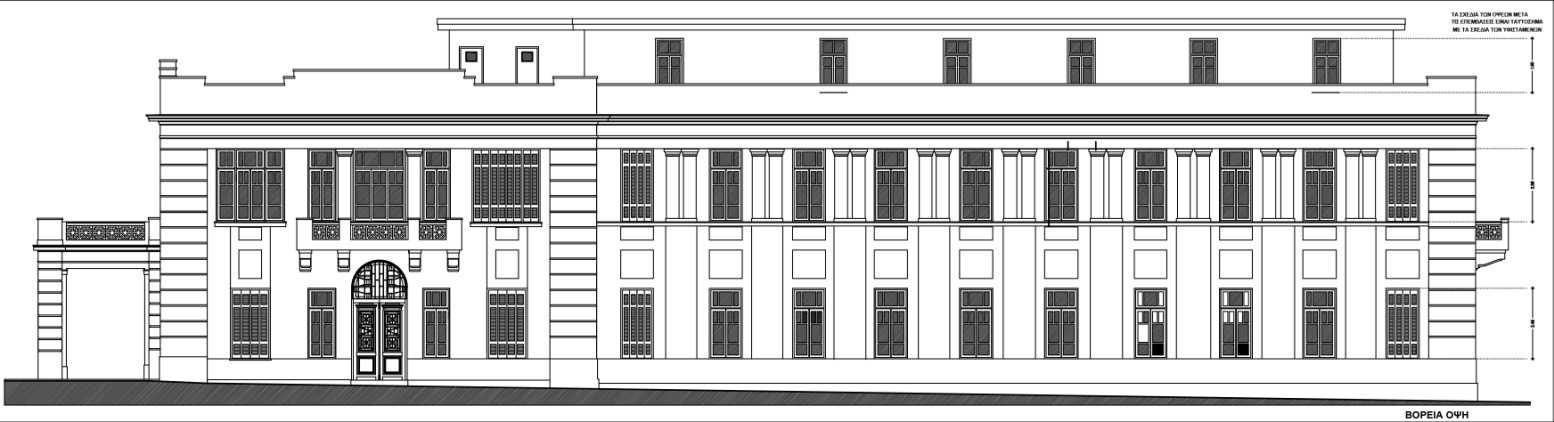 ΤΑ ΣΧΕΔΙΑ ΤΩΝ ΟΨΕΩΝ ΜΕΤΑ
ΤΙΣ ΕΠΕΜΒΑΣΕΙΣ ΕΙΝΑΙ ΤΑΥΤΟΣΗΜΑ
ΜΕ ΤΑ ΣΧΕΔΙΑ ΤΩΝ ΥΦΙΣΤΑΜΕΝΩΝ
ΒΟΡΕΙΑ ΟΨΗ